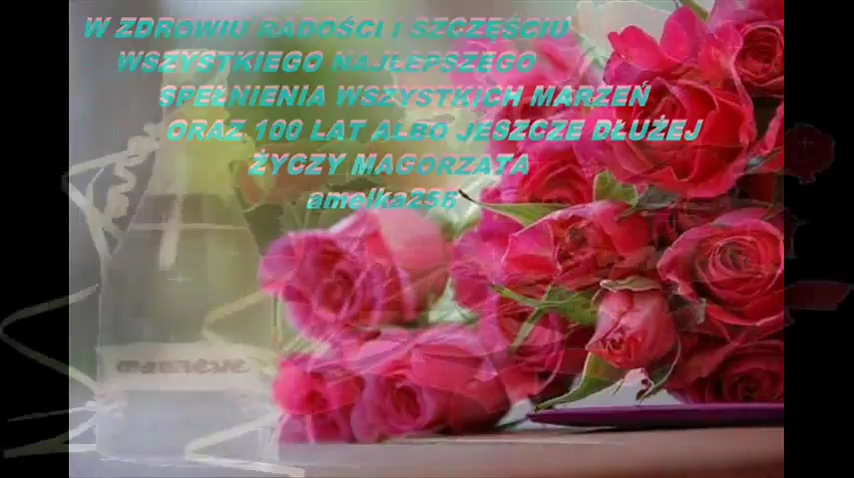 W ZDROWIU RADOŚCI I SZCZĘŚCIU
WSZYSTKIEGO NAJLEPSZEGO
SPEŁNIENIA WSZYSTKICH MARZEŃ
ORAZ 100 LAT ALBO JESZCZE DŁUŻEJ
ŻYCZY MAGORZATA
amelka256